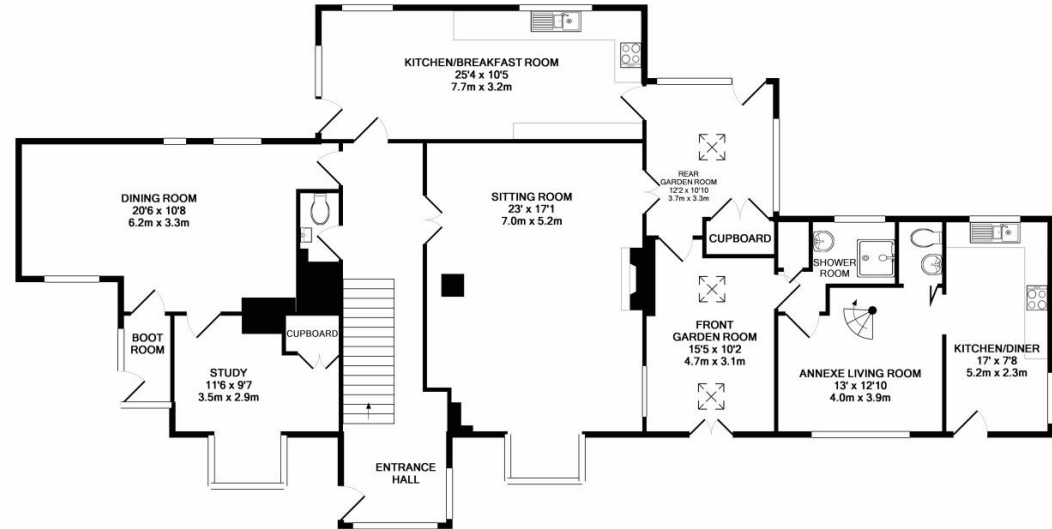 KITCHEN/BREAKFAST ROOM
25'4 x 10'5
7.7m x 3.2m
DINING ROOM
20'6 x 10'8
6.2m x 3.3m
SITTING ROOM
23' x 17'1
7.0m x 5.2m
REAR
GARDEN ROOM
12'2 x 10'10
3.7m x 3.3m
CUPBOARD
SHOWER
ROOM
BOOT
ROOM
CUPBOARD
STUDY
11'6 x 9'7
3.5m x 2.9m
FRONT
GARDEN ROOM
15'5 x 10'2
4.7m x 3.1m
ANNEXE LIVING ROOM
13' x 12'10
4.0m x 3.9m
KITCHEN/DINER
17' x 7'8
5.2m x 2.3m
ENTRANCE
HALL